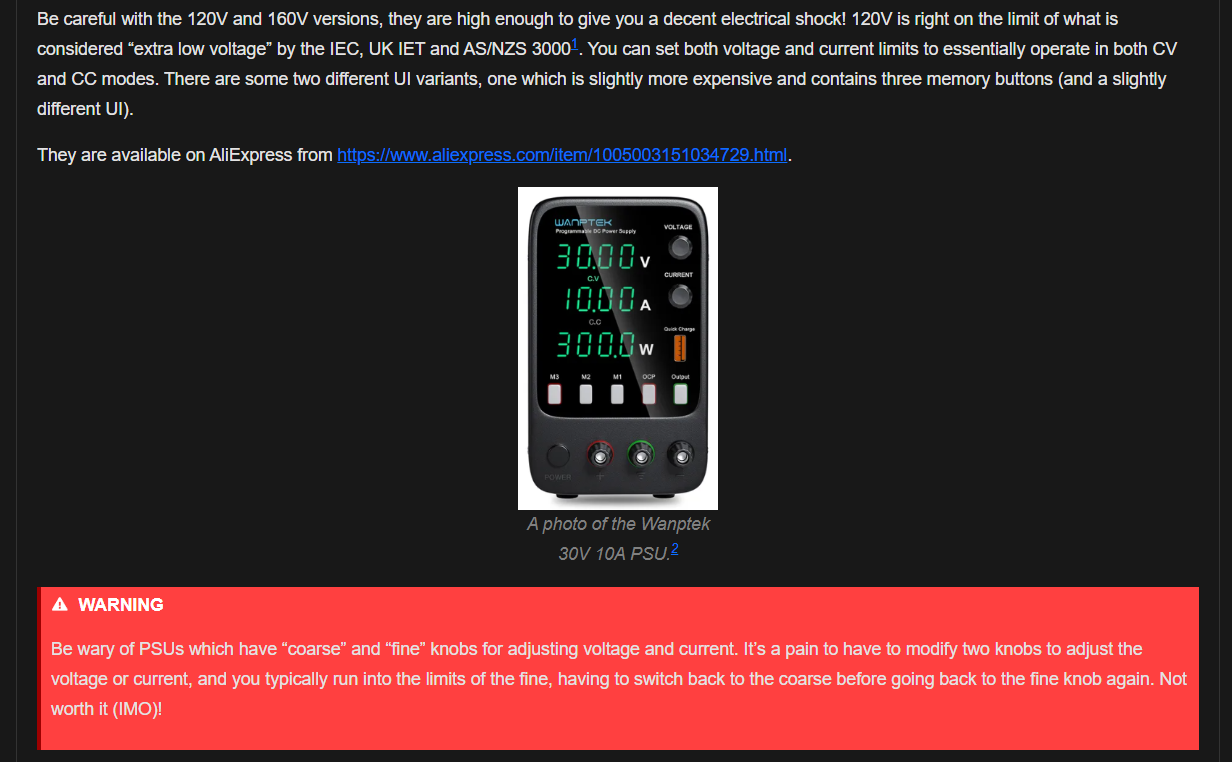 Be careful with the 120V and 160V versions, they are high enough to give you a decent electrical shock! 120V is right on the limit of what is
considered “extra low voltage” by the IEC, UK IET and AS/NZS 3000¹. You can set both voltage and current limits to essentially operate in both CV
and CC modes. There are some two different UI variants, one which is slightly more expensive and contains three memory buttons (and a slightly
different UI).
They are available on AliExpress from https://www.aliexpress.com/item/1005003151034729.html.
WANPTEK
Programmable DC Power Supply
VOLTAGE
30.00 V
C.V
CURRENT
10.00 A
C.C
Quick Charge
300.0 W
M3 M2 M1 OCP Output
POWER + -
A photo of the Wanptek
30V 10A PSU.²
WARNING
Be wary of PSUs which have “coarse” and “fine” knobs for adjusting voltage and current. It’s a pain to have to modify two knobs to adjust the
voltage or current, and you typically run into the limits of the fine, having to switch back to the coarse before going back to the fine knob again. Not
worth it (IMO)!